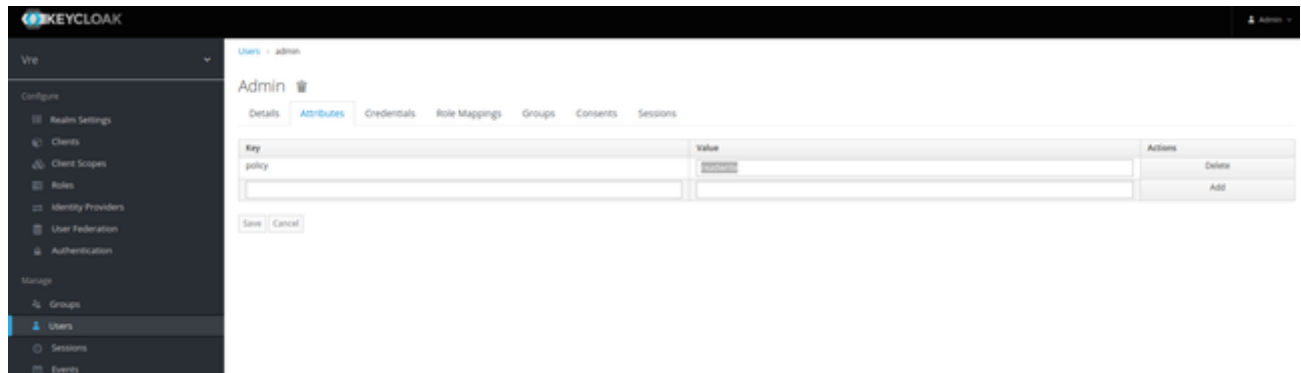 KEYCLOAK
Admin
Vre
Users > admin
Admin
Details Attributes Credentials Role Mappings Groups Consents Sessions
Key Value Actions
policy readwrite Delete
Add
Save Cancel
Configure
Realm Settings
Clients
Client Scopes
Roles
Identity Providers
User Federation
Authentication
Manage
Groups
Users
Sessions
Events